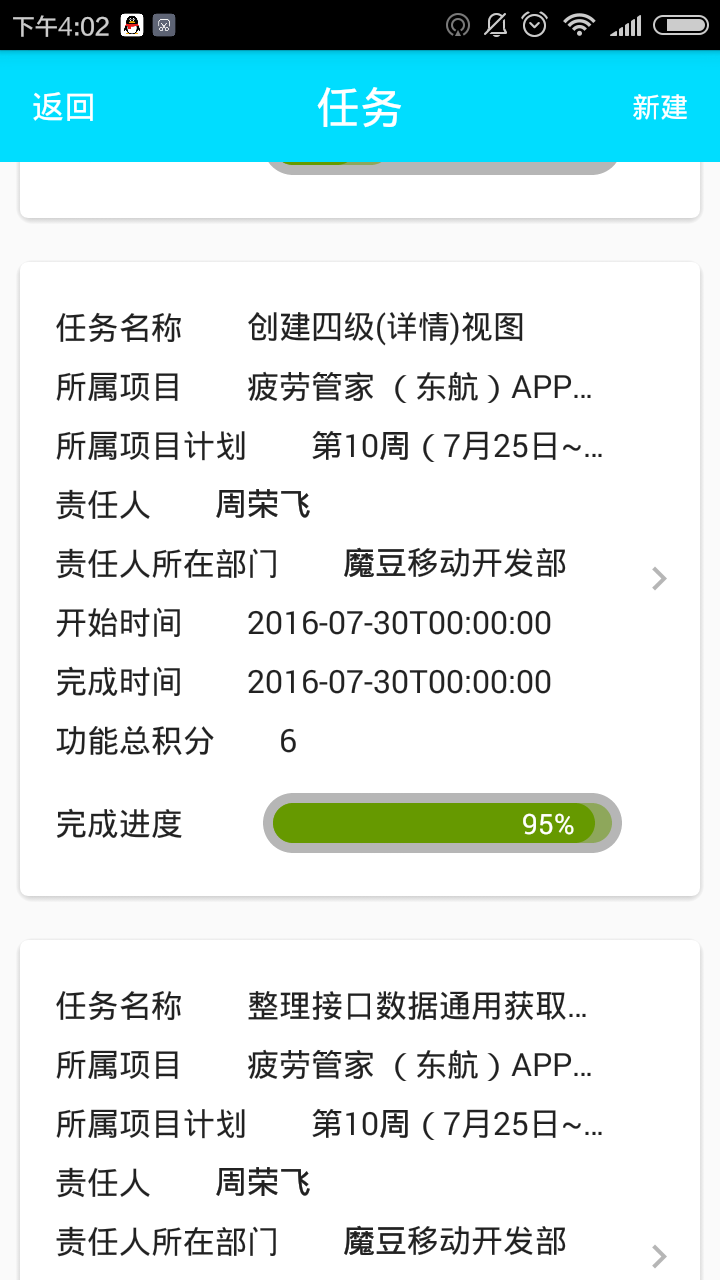 下午4:02
返回 任务 新建
任务名称 创建四级(详情)视图
所属项目 疲劳管家（东航）APP...
所属项目计划 第10周（7月25日~...
责任人 周荣飞
责任人所在部门 魔豆移动开发部
开始时间 2016-07-30T00:00:00
完成时间 2016-07-30T00:00:00
功能总积分 6
完成进度 95%
任务名称 整理接口数据通用获取...
所属项目 疲劳管家（东航）APP...
所属项目计划 第10周（7月25日~...
责任人 周荣飞
责任人所在部门 魔豆移动开发部